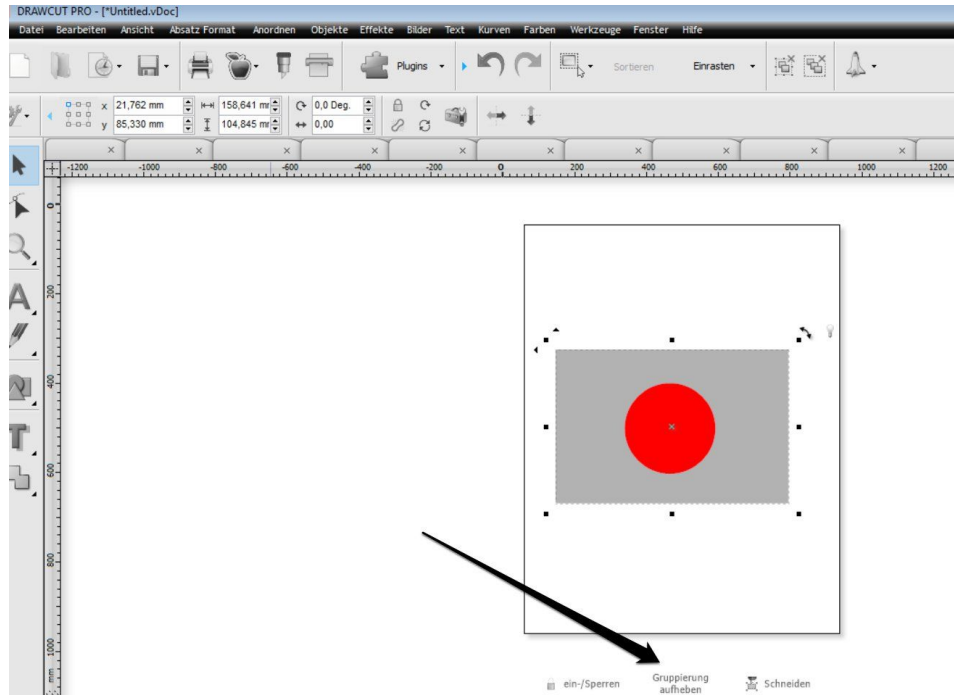 DRAWCUT PRO - [*Untitled.vDoc]
Datei Bearbeiten Ansicht Absatz Format Anordnen Objekte Effekte Bilder Text Kurven Farben Werkzeuge Fenster Hilfe
Plugins Sortieren Einrasten
x 21,762 mm 158,641 mm 0,0 Deg.
y 85,330 mm 104,845 mm 0,00
-1200 -1000 -800 -600 -400 -200 0 200 400 600 800 1000 1200
0
200
400
600
800
1000
mm
ein-/Sperren Gruppierung aufheben Schneiden